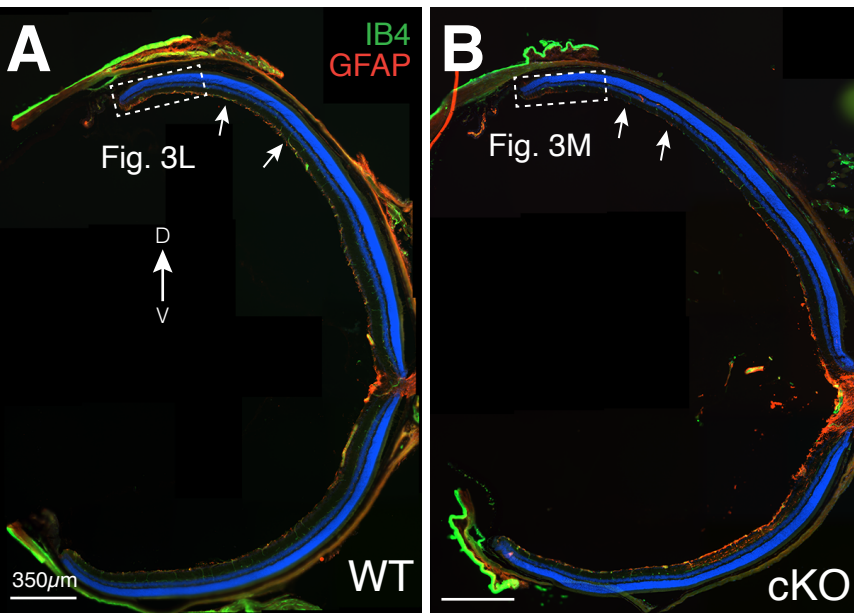 A
IB4
GFAP
Fig. 3L
D
V
350µm
WT
B
Fig. 3M
cKO